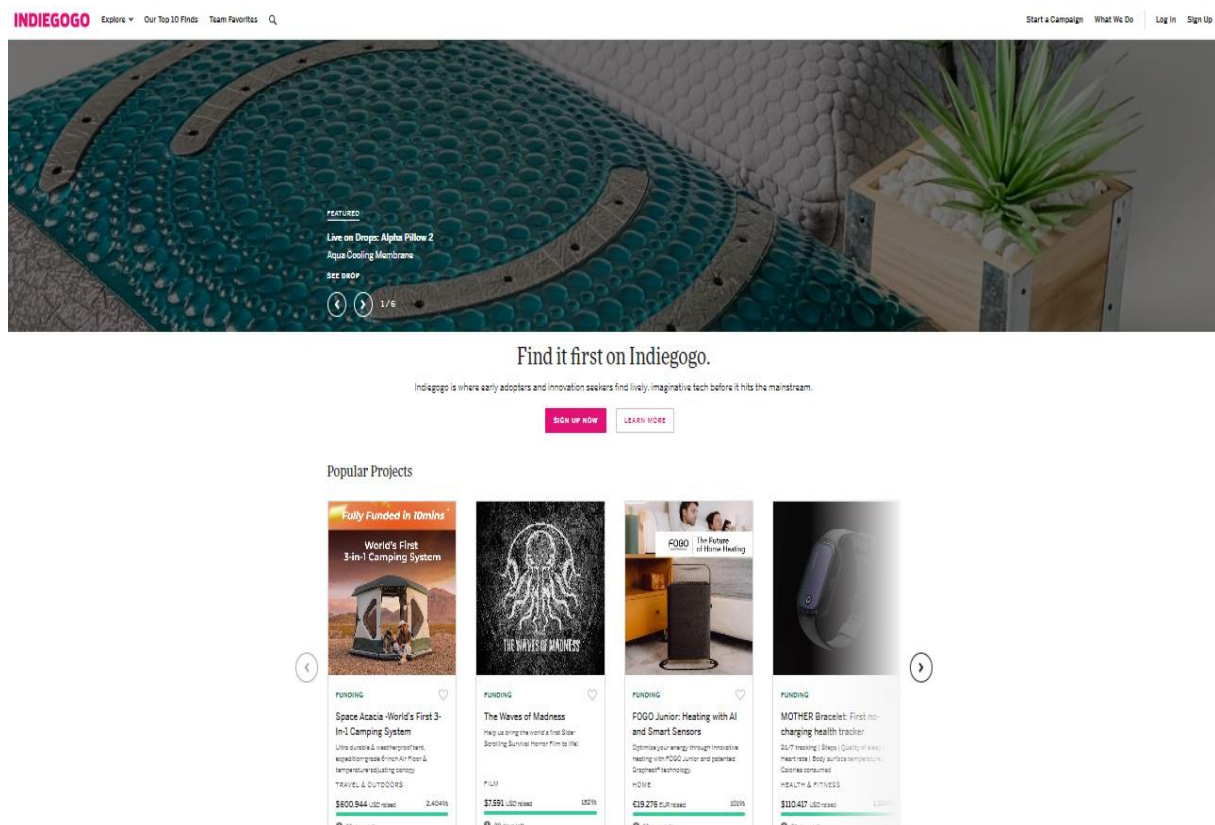 INDIEGOGO Explore Our Top 10 Finds Team Favorites Start a Campaign What We Do Log In Sign Up
FEATURED
Live on Drops: Alpha Pillow 2
Aqua Cooling Membrane
SEE DROP
1/6
Find it first on Indiegogo.
Indiegogo is where early adopters and innovation seekers find lively, imaginative tech before it hits the mainstream.
SIGN UP NOW LEARN MORE
Popular Projects
Fully Funded in 10mins
World's First
3-in-1 Camping System
THE WAVES OF MADNESS
FOGO The Future
of Home Heating
FUNDING
Space Acacia -World's First 3-
In-1 Camping System
Ultra durable & weatherproof tent,
expedition-grade 6-inch Air Floor &
temperature-adjusting canopy
TRAVEL & OUTDOORS
$600.944 USD raised 2.404%
FUNDING
The Waves of Madness
Help us bring the world's first Side-
Scrolling Survival Horror Film to life!
FILM
$7.591 USD raised 152%
FUNDING
FOGO Junior: Heating with AI
and Smart Sensors
Optimise your energy through innovative
heating with FOGO Junior and patented
Grapheat® technology.
HOME
€19.276 EUR raised 101%
FUNDING
MOTHER Bracelet: First no-
charging health tracker
24/7 tracking | Steps | Quality of sleep
Heart rate | Body surface temperature |
Calories consumed
HEALTH & FITNESS
$110.417 USD raised